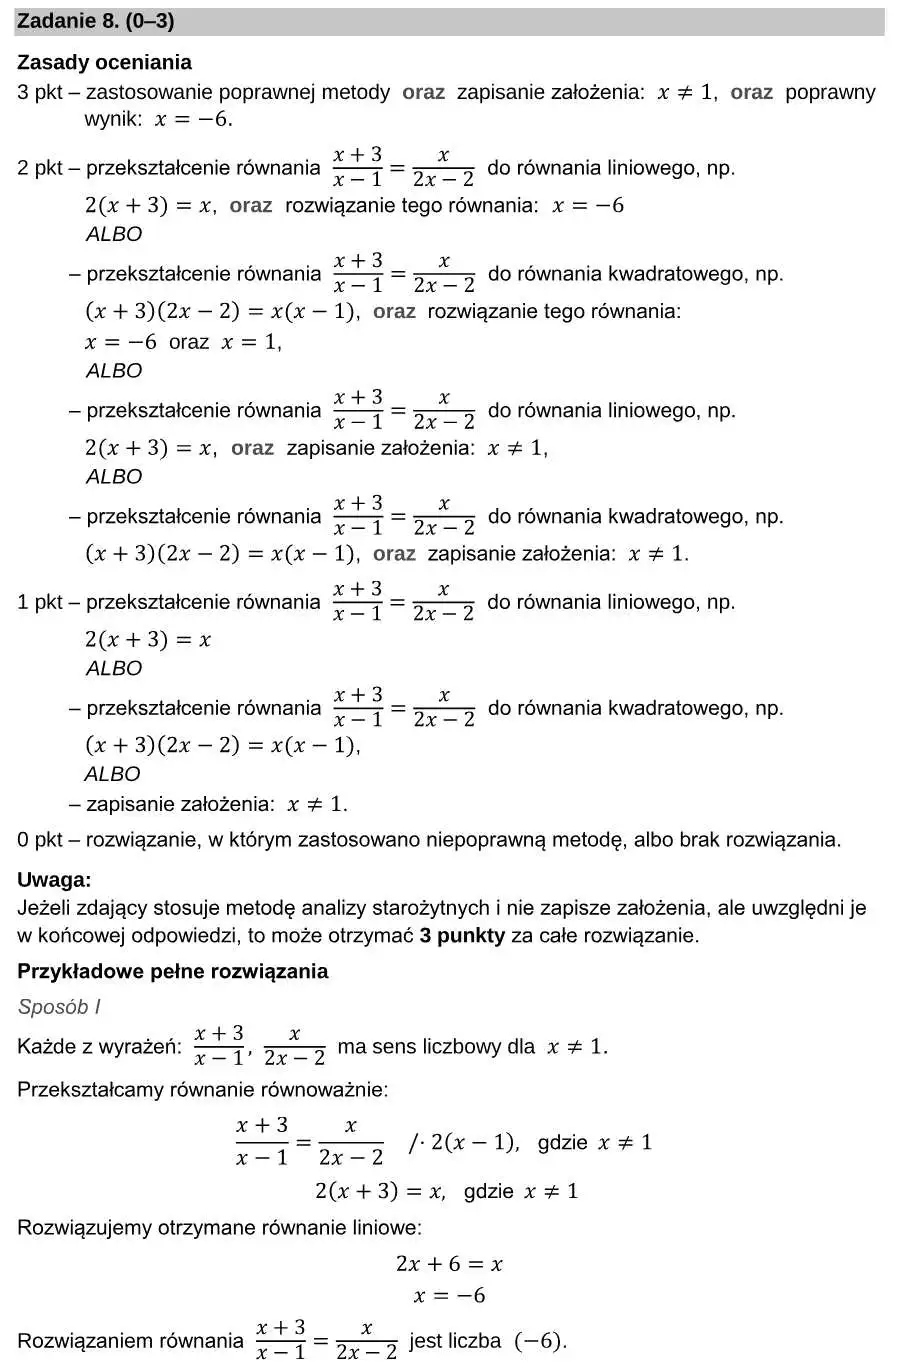 Zadanie 8. (0–3)
Zasady oceniania
3 pkt – zastosowanie poprawnej metody oraz zapisanie założenia: x ≠ 1, oraz poprawny
wynik: x = −6.
2 pkt – przekształcenie równania (x + 3)/(x − 1) = x/(2x − 2) do równania liniowego, np.
2(x + 3) = x, oraz rozwiązanie tego równania: x = −6
ALBO
– przekształcenie równania (x + 3)/(x − 1) = x/(2x − 2) do równania kwadratowego, np.
(x + 3)(2x − 2) = x(x − 1), oraz rozwiązanie tego równania:
x = −6 oraz x = 1,
ALBO
– przekształcenie równania (x + 3)/(x − 1) = x/(2x − 2) do równania liniowego, np.
2(x + 3) = x, oraz zapisanie założenia: x ≠ 1,
ALBO
– przekształcenie równania (x + 3)/(x − 1) = x/(2x − 2) do równania kwadratowego, np.
(x + 3)(2x − 2) = x(x − 1), oraz zapisanie założenia: x ≠ 1.
1 pkt – przekształcenie równania (x + 3)/(x − 1) = x/(2x − 2) do równania liniowego, np.
2(x + 3) = x
ALBO
– przekształcenie równania (x + 3)/(x − 1) = x/(2x − 2) do równania kwadratowego, np.
(x + 3)(2x − 2) = x(x − 1),
ALBO
– zapisanie założenia: x ≠ 1.
0 pkt – rozwiązanie, w którym zastosowano niepoprawną metodę, albo brak rozwiązania.
Uwaga:
Jeżeli zdający stosuje metodę analizy starożytnych i nie zapisze założenia, ale uwzględni je
w końcowej odpowiedzi, to może otrzymać 3 punkty za całe rozwiązanie.
Przykładowe pełne rozwiązania
Sposób I
Każde z wyrażeń: (x + 3)/(x − 1), x/(2x − 2) ma sens liczbowy dla x ≠ 1.
Przekształcamy równanie równoważnie:
(x + 3)/(x − 1) = x/(2x − 2) /· 2(x − 1), gdzie x ≠ 1
2(x + 3) = x, gdzie x ≠ 1
Rozwiązujemy otrzymane równanie liniowe:
2x + 6 = x
x = −6
Rozwiązaniem równania (x + 3)/(x − 1) = x/(2x − 2) jest liczba (−6).